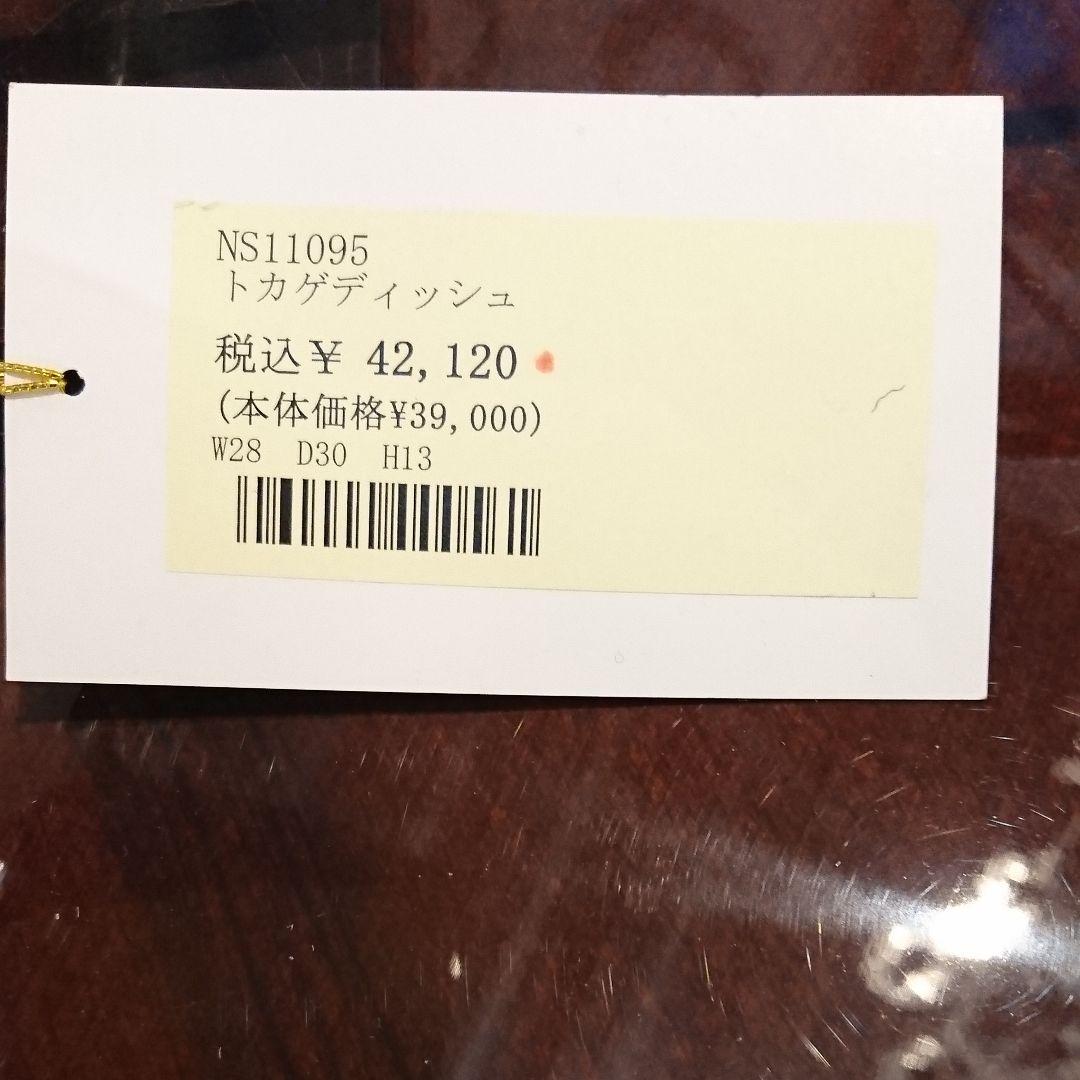 NS11095
トカゲディッシュ
税込¥ 42,120
(本体価格¥39,000)
W28 D30 H13